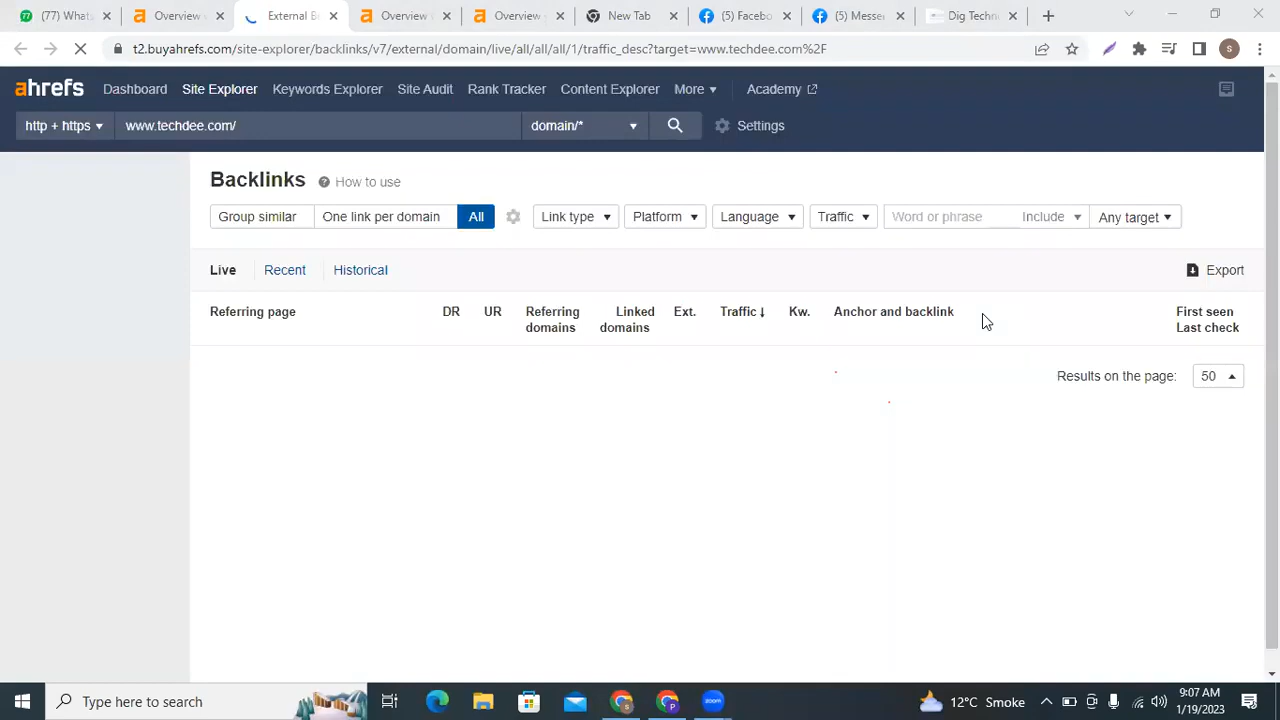 (77) Whats
Overview
External B
Overview
Overview
New Tab
(5) Facebo
(5) Messe
Dig Techn
t2.buyahrefs.com/site-explorer/backlinks/v7/external/domain/live/all/all/all/1/traffic_desc?target=www.techdee.com%2F
S
ahrefs Dashboard Site Explorer Keywords Explorer Site Audit Rank Tracker Content Explorer More Academy
http + https www.techdee.com/ domain/* Settings
Backlinks ? How to use
Group similar One link per domain All Link type Platform Language Traffic Word or phrase Include Any target
Live Recent Historical Export
Referring page DR UR Referring domains Linked domains Ext. Traffic ↓ Kw. Anchor and backlink First seen Last check
Results on the page: 50
Type here to search 12°C Smoke 9:07 AM
1/19/2023